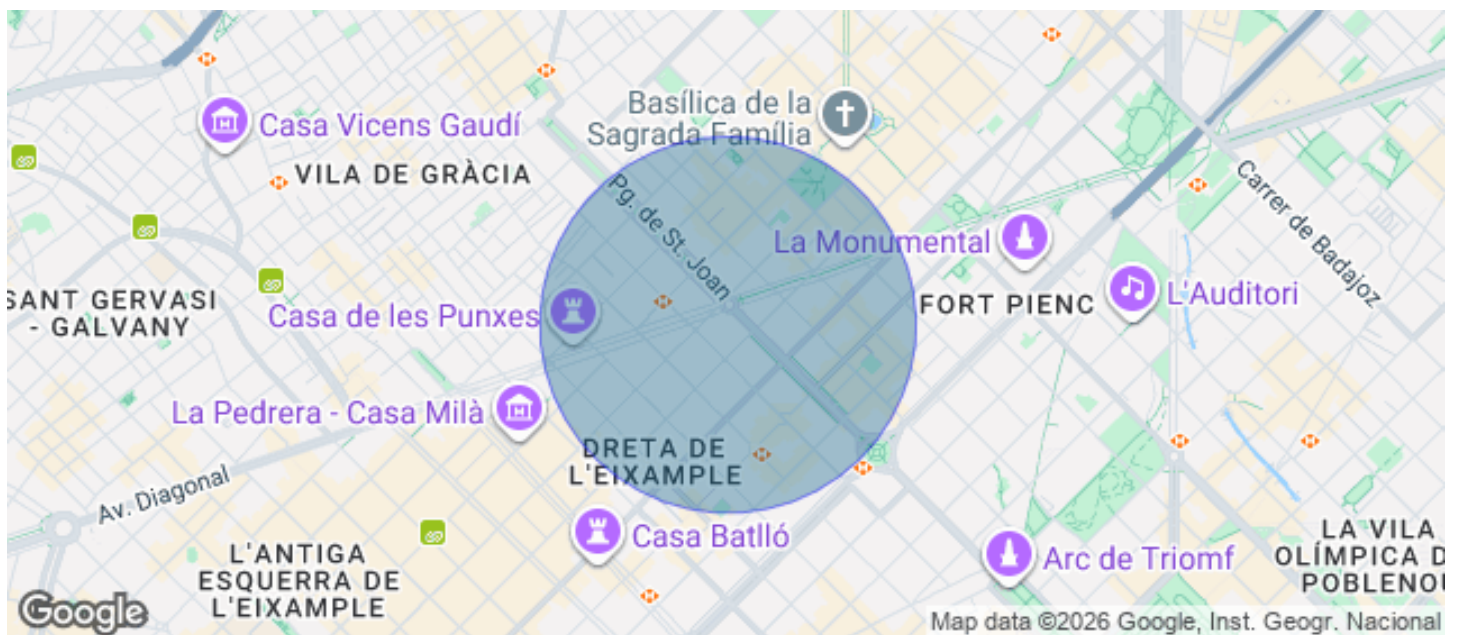 Basílica de la
Sagrada Família
Casa Vicens Gaudí
VILA DE GRÀCIA
Carrer de Badajoz
Pg. de St. Joan
La Monumental
SANT GERVASI
- GALVANY
Casa de les Punxes
FORT PIENC
L'Auditori
La Pedrera - Casa Milà
DRETA DE
L'EIXAMPLE
Av. Diagonal
Casa Batlló
L'ANTIGA
ESQUERRA DE
L'EIXAMPLE
Arc de Triomf
LA VILA
OLÍMPICA D
POBLENOU
Google
Map data ©2026 Google, Inst. Geogr. Nacional